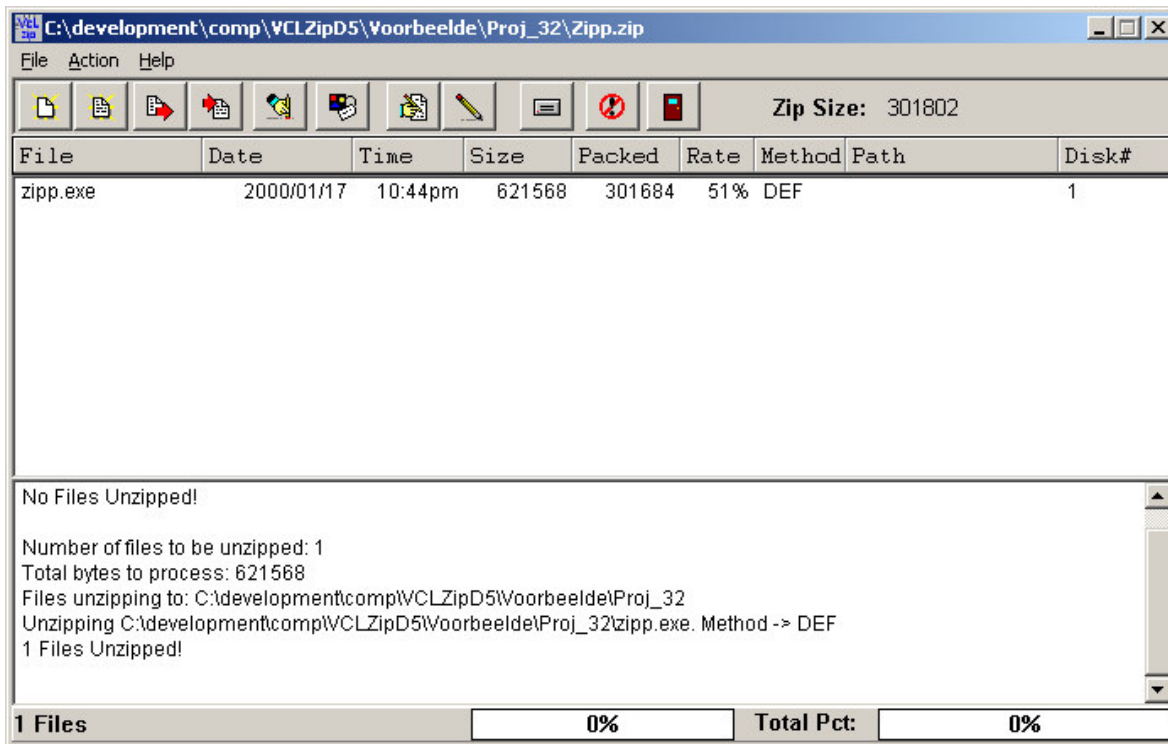 C:\development\comp\VCLZipD5\Voorbeelde\Proj_32\Zipp.zip
File Action Help
Zip Size: 301802
File Date Time Size Packed Rate Method Path Disk#
zipp.exe 2000/01/17 10:44pm 621568 301684 51% DEF 1
No Files Unzipped!
Number of files to be unzipped: 1
Total bytes to process: 621568
Files unzipping to: C:\development\comp\VCLZipD5\Voorbeelde\Proj_32
Unzipping C:\development\comp\VCLZipD5\Voorbeelde\Proj_32\zipp.exe. Method -> DEF
1 Files Unzipped!
1 Files 0% Total Pct: 0%